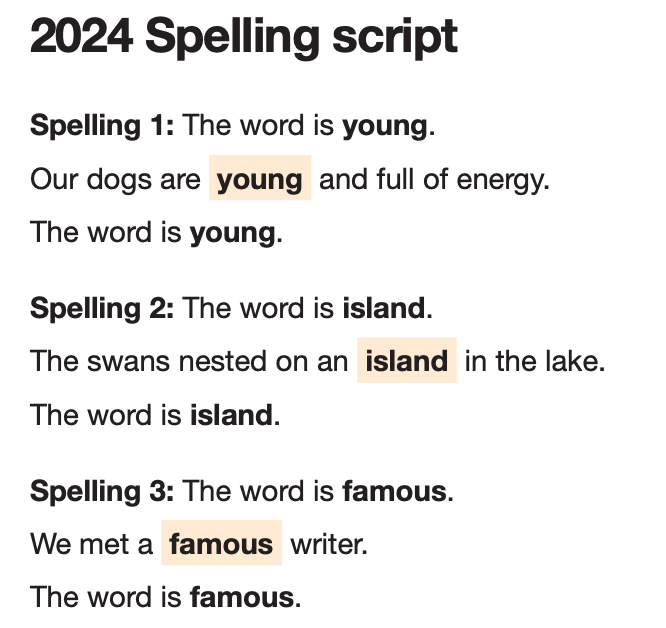 2024 Spelling script
Spelling 1: The word is young.
Our dogs are young and full of energy.
The word is young.
Spelling 2: The word is island.
The swans nested on an island in the lake.
The word is island.
Spelling 3: The word is famous.
We met a famous writer.
The word is famous.